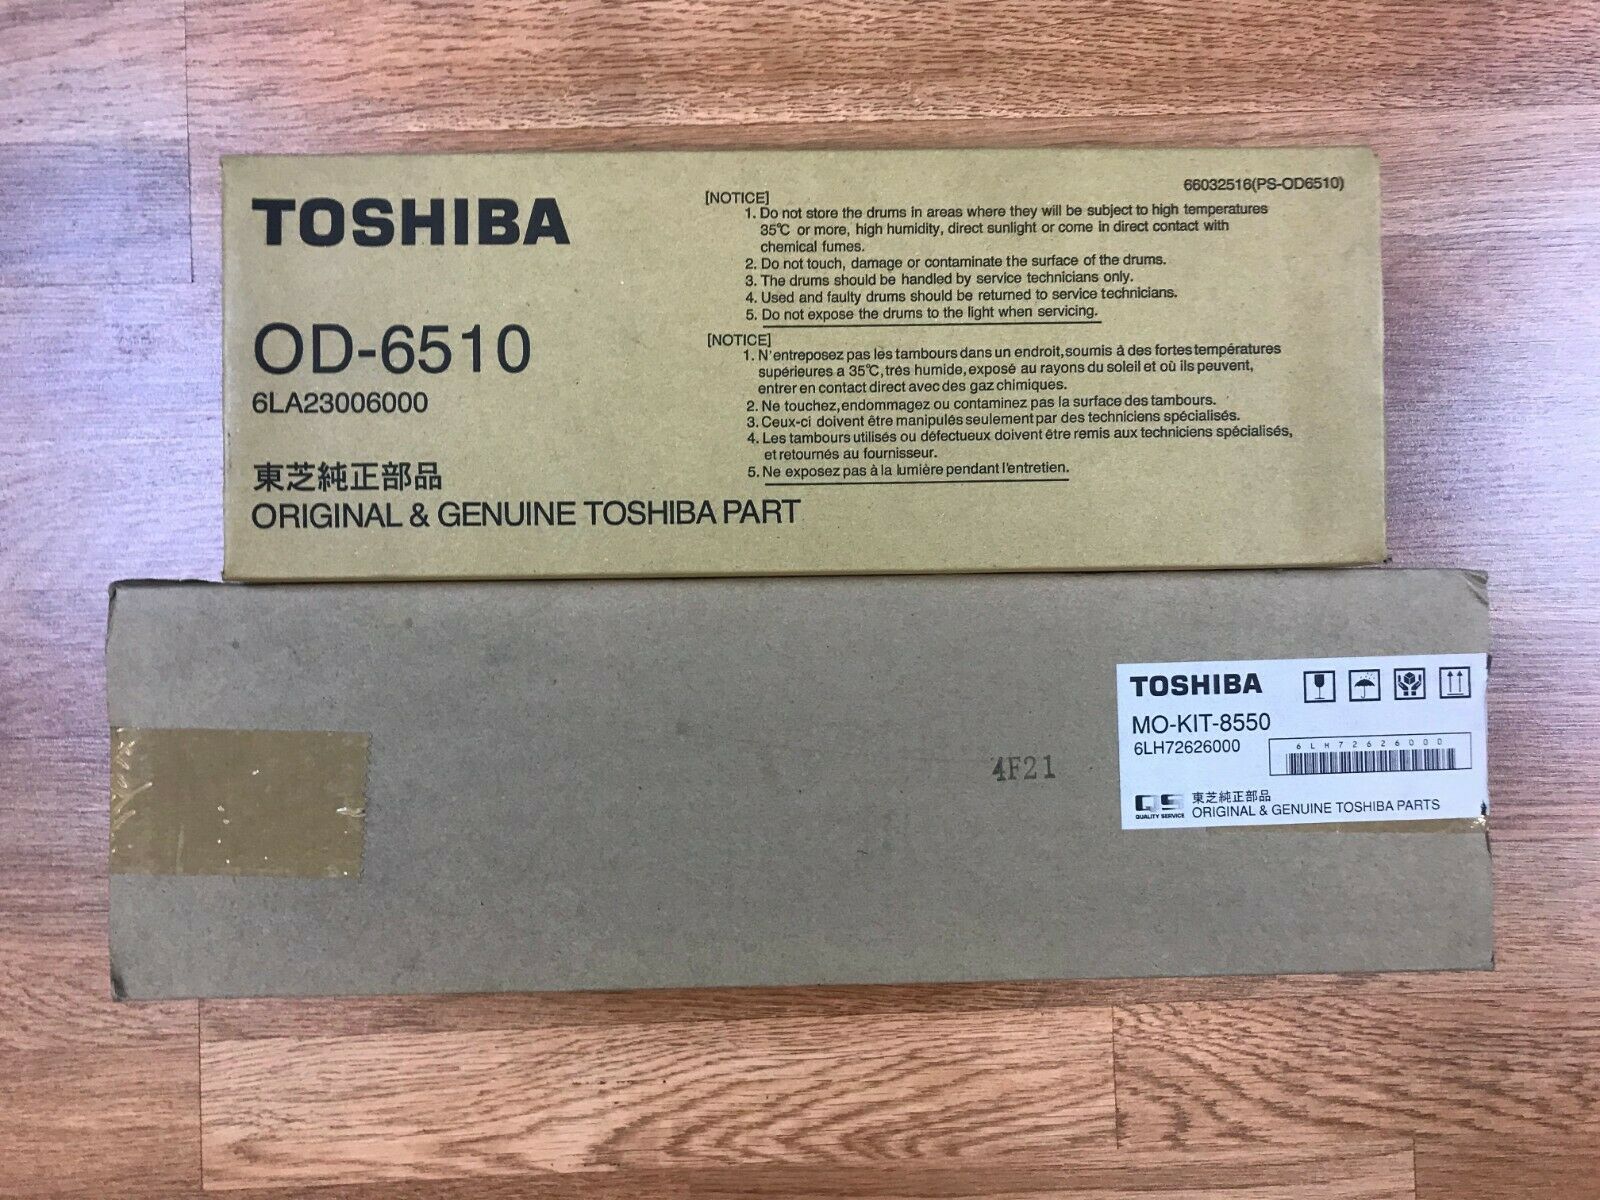 TOSHIBA
OD-6510
6LA23006000
東芝純正部品
ORIGINAL & GENUINE TOSHIBA PART
66032516(PS-OD6510)
[NOTICE]
1. Do not store the drums in areas where they will be subject to high temperatures
35℃ or more, high humidity, direct sunlight or come in direct contact with
chemical fumes.
2. Do not touch, damage or contaminate the surface of the drums.
3. The drums should be handled by service technicians only.
4. Used and faulty drums should be returned to service technicians.
5. Do not expose the drums to the light when servicing.
[NOTICE]
1. N'entreposez pas les tambours dans un endroit, soumis à des fortes températures
supérieures a 35℃, très humide, exposé au rayons du soleil et où ils peuvent,
entrer en contact direct avec des gaz chimiques.
2. Ne touchez, endommagez ou contaminez pas la surface des tambours.
3. Ceux-ci doivent être manipulés seulement par des techniciens spécialisés.
4. Les tambours utilisés ou défectueux doivent être remis aux techniciens spécialisés,
et retournés au fournisseur.
5. Ne exposez pas à la lumière pendant l'entretien.
4F21
TOSHIBA
MO-KIT-8550
6LH72626000
6LH72626000
QS
QUALITY SERVICE
東芝純正部品
ORIGINAL & GENUINE TOSHIBA PARTS